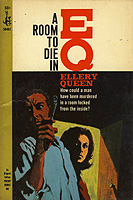 A
ROOM
TO DIE
IN
EQ
ELLERY
QUEEN
How could a man
have been murdered
in a room locked
from the inside?